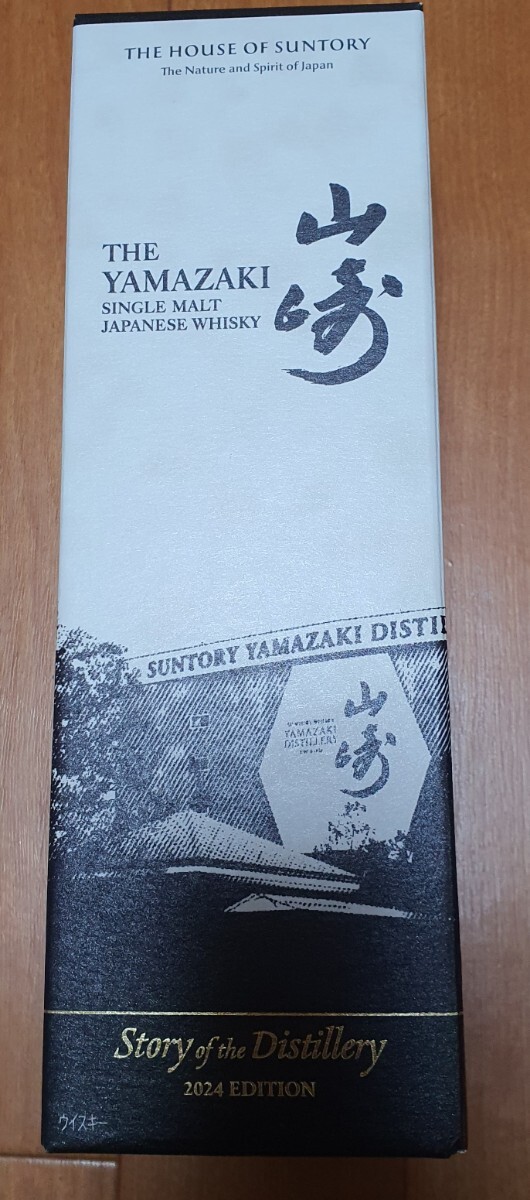 THE HOUSE OF SUNTORY
The Nature and Spirit of Japan
THE
YAMAZAKI
SINGLE MALT
JAPANESE WHISKY
山崎
SUNTORY YAMAZAKI DISTI
山崎
YAMAZAKI
DISTILLERY
Story of the Distillery
2024 EDITION
ウイスキー